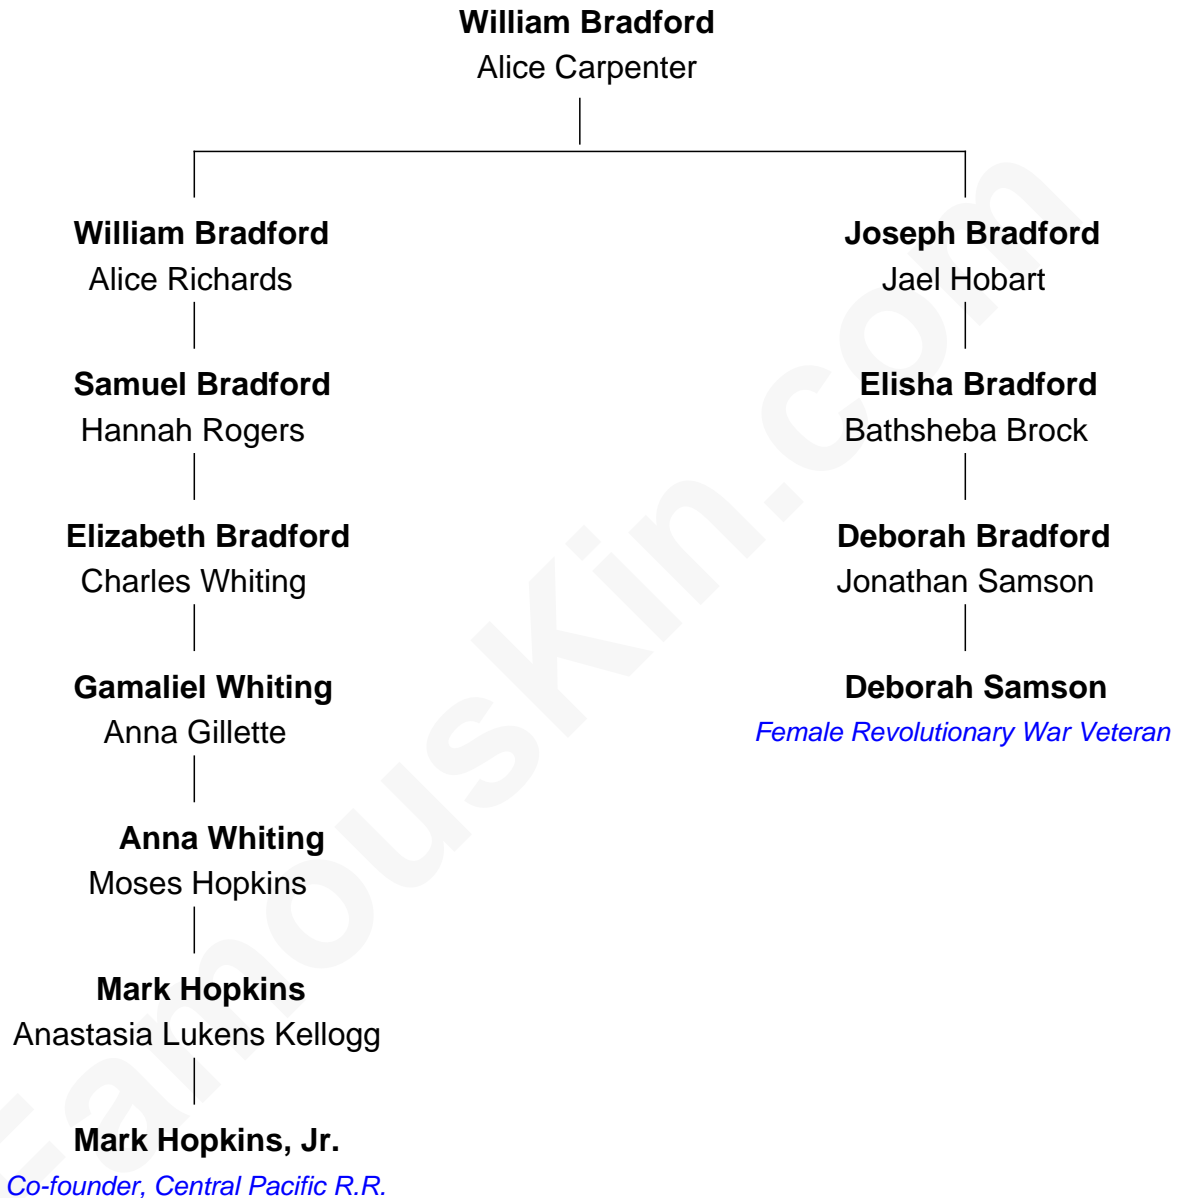 William Bradford
Alice Carpenter
William Bradford
Alice Richards
Joseph Bradford
Jael Hobart
Samuel Bradford
Hannah Rogers
Elisha Bradford
Bathsheba Brock
Elizabeth Bradford
Charles Whiting
Deborah Bradford
Jonathan Samson
Gamaliel Whiting
Anna Gillette
Deborah Samson
Female Revolutionary War Veteran
Anna Whiting
Moses Hopkins
Mark Hopkins
Anastasia Lukens Kellogg
Mark Hopkins, Jr.
Co-founder, Central Pacific R.R.
FamousKin.com